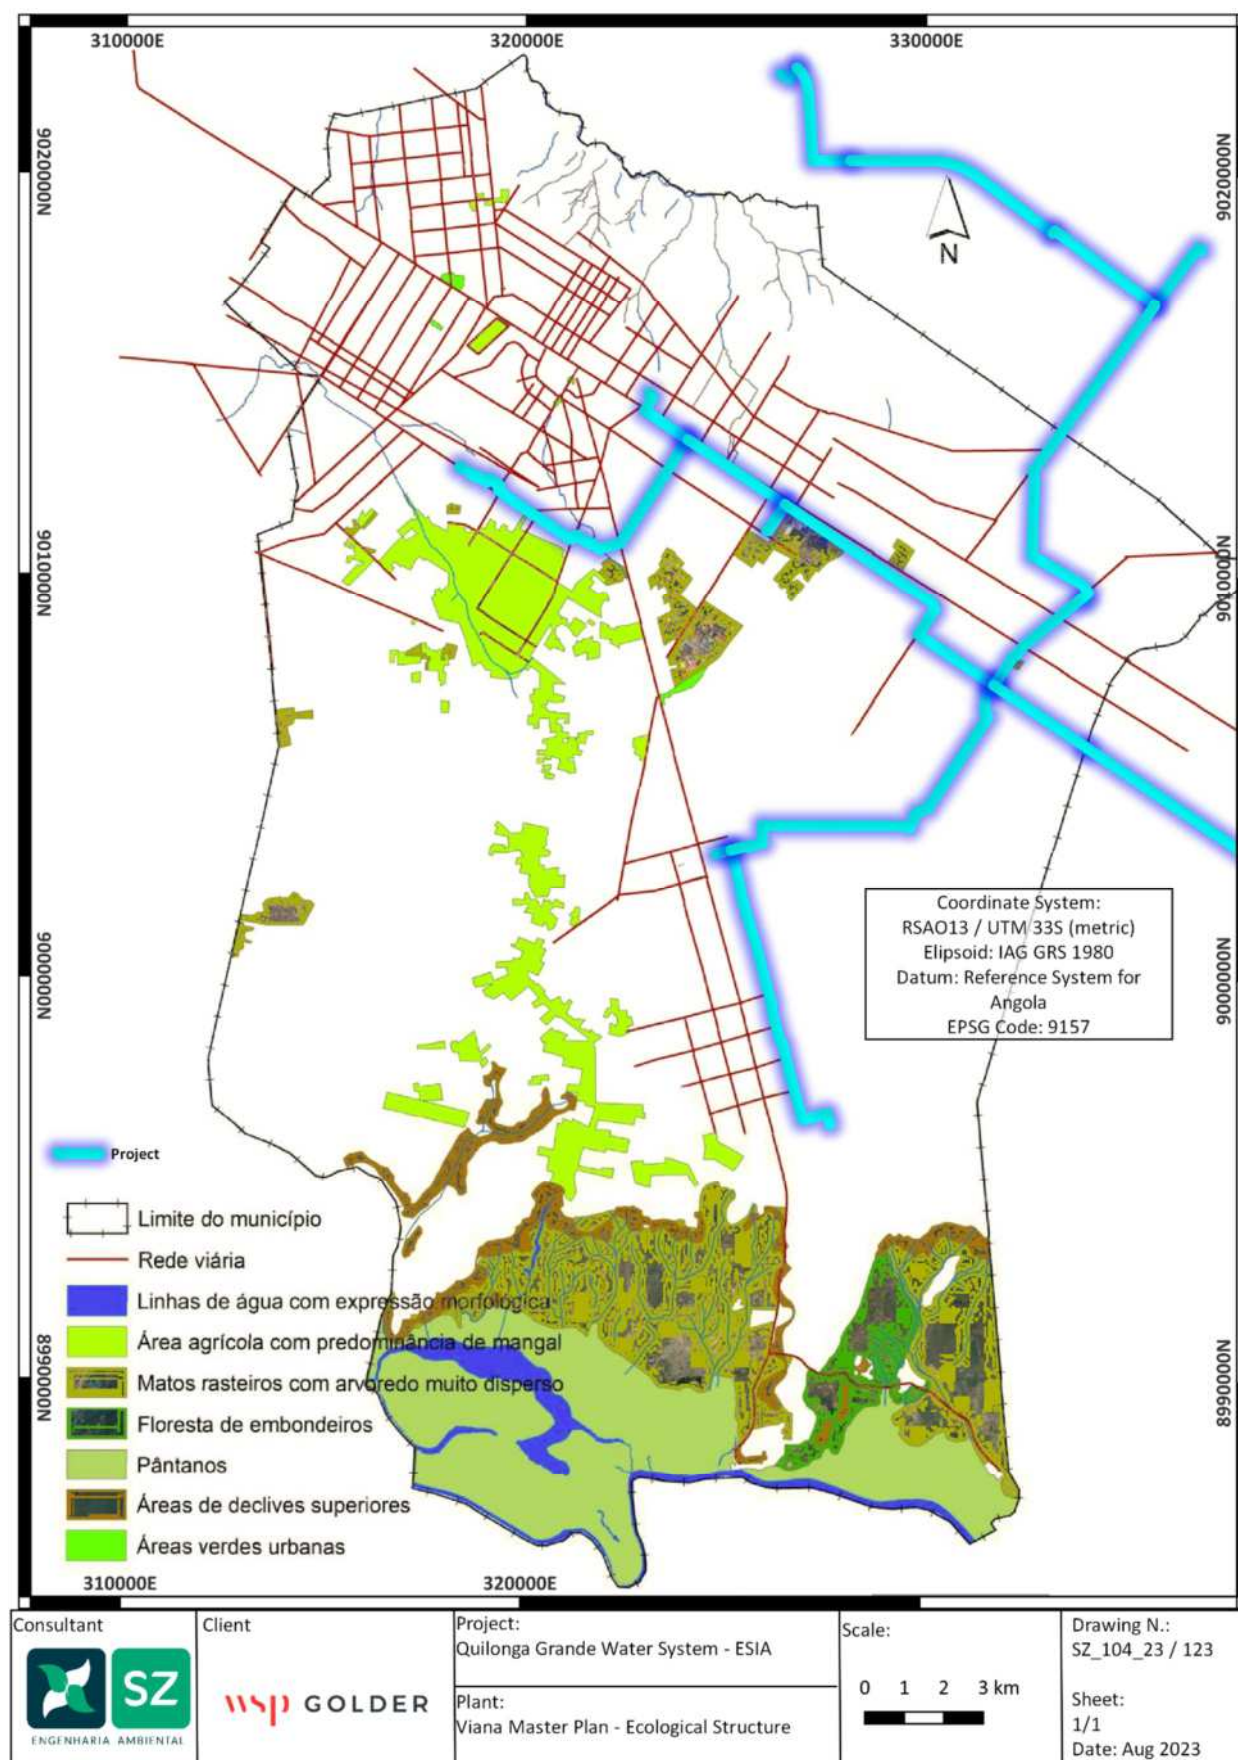 310000E
320000E
330000E
9020000N
9020000N
N
9010000N
9010000N
Coordinate System:
RSAO13 / UTM 33S (metric)
Elipsoid: IAG GRS 1980
Datum: Reference System for
Angola
EPSG Code: 9157
9000000N
9000000N
Project
Limite do município
Rede viária
Linhas de água com expressão morfológica
Área agrícola com predominância de mangal
Matos rasteiros com arvoredo muito disperso
Floresta de embondeiros
Pântanos
Áreas de declives superiores
Áreas verdes urbanas
8990000N
8990000N
310000E
320000E
Consultant
SZ
ENGENHARIA AMBIENTAL
Client
wsp GOLDER
Project:
Quilonga Grande Water System - ESIA
Plant:
Viana Master Plan - Ecological Structure
Scale:
0 1 2 3 km
Drawing N.:
SZ_104_23 / 123
Sheet:
1/1
Date: Aug 2023